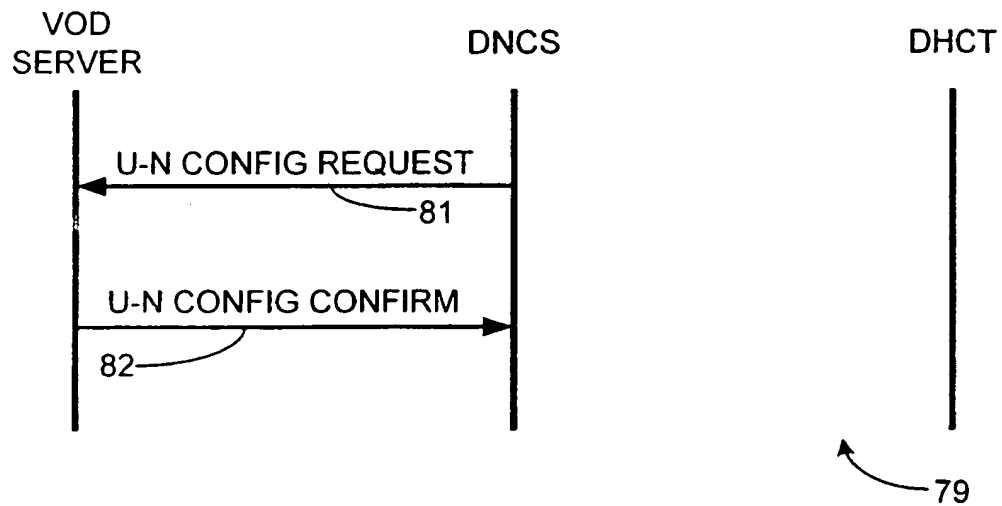 VOD
SERVER
DNCS
DHCT
U-N CONFIG REQUEST
81
U-N CONFIG CONFIRM
82
79